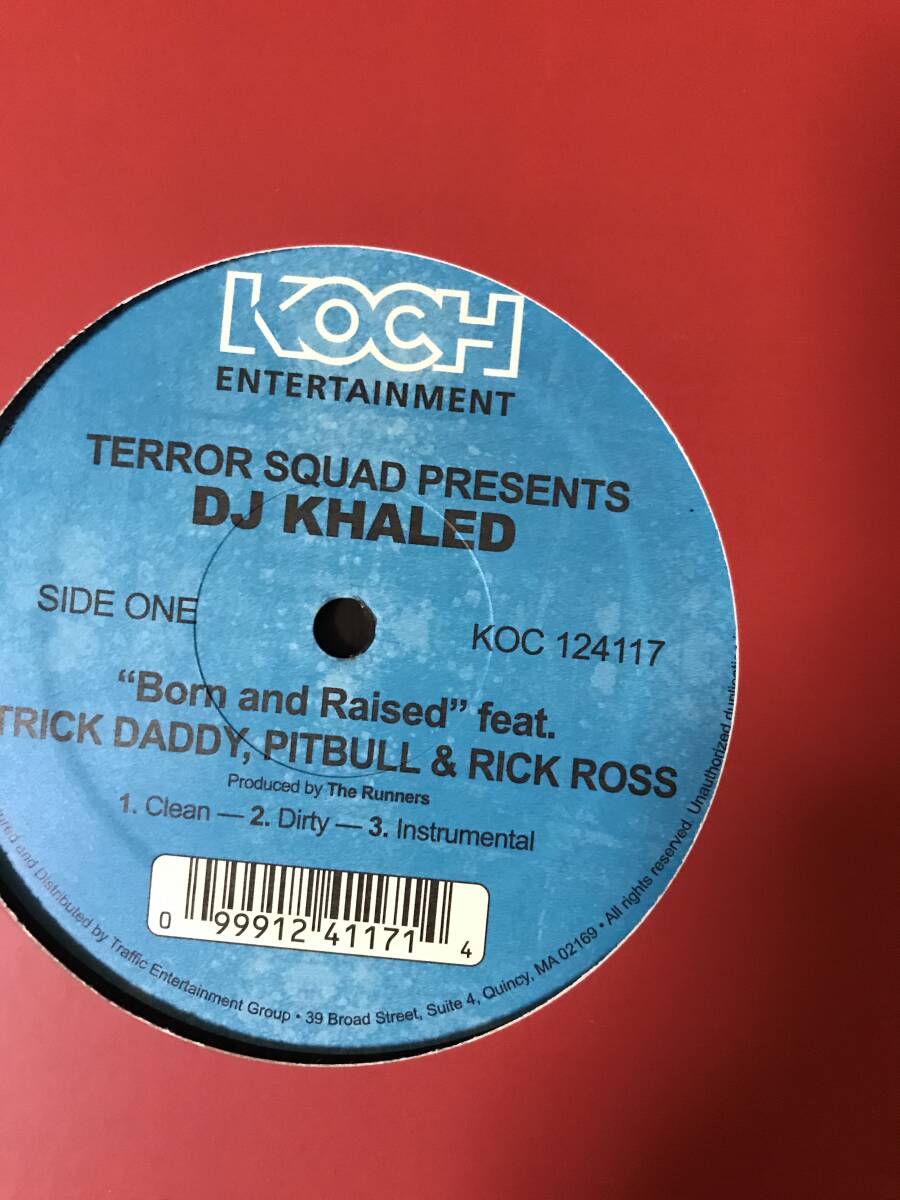 KOCH
ENTERTAINMENT
TERROR SQUAD PRESENTS
DJ KHALED
SIDE ONE
KOC 124117
“Born and Raised” feat.
TRICK DADDY, PITBULL & RICK ROSS
Produced by The Runners
1. Clean — 2. Dirty — 3. Instrumental
0 99912 41171 4
and Distributed by Traffic Entertainment Group • 39 Broad Street, Suite 4, Quincy, MA 02169 • All rights reserved. Unauthorized